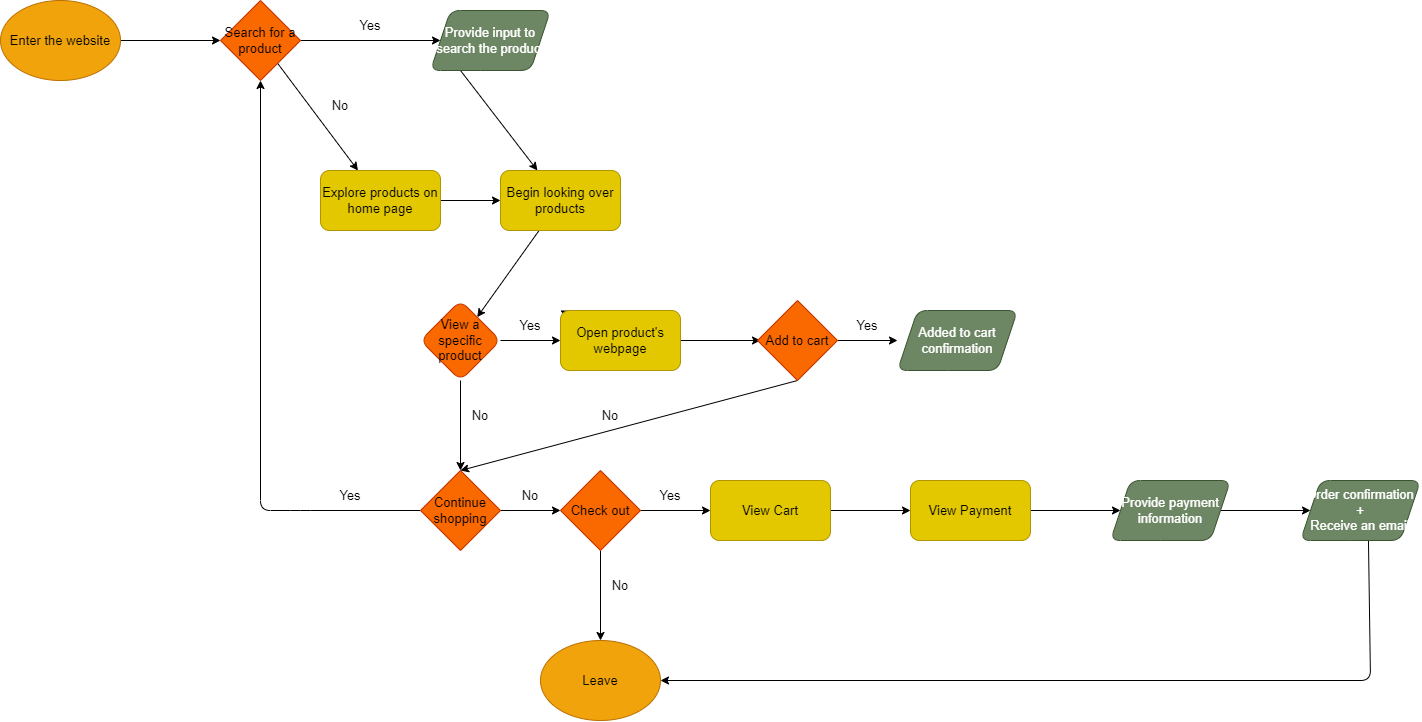 Enter the website
Search for a
product
Yes
Provide input to
search the produc
No
Explore products on
home page
Begin looking over
products
View a
specific
product
Yes
Open product's
webpage
Add to cart
Yes
Added to cart
confirmation
No
No
Yes
Continue
shopping
No
Check out
Yes
View Cart
View Payment
Provide payment
information
rder confirmation
+
Receive an emai
No
Leave